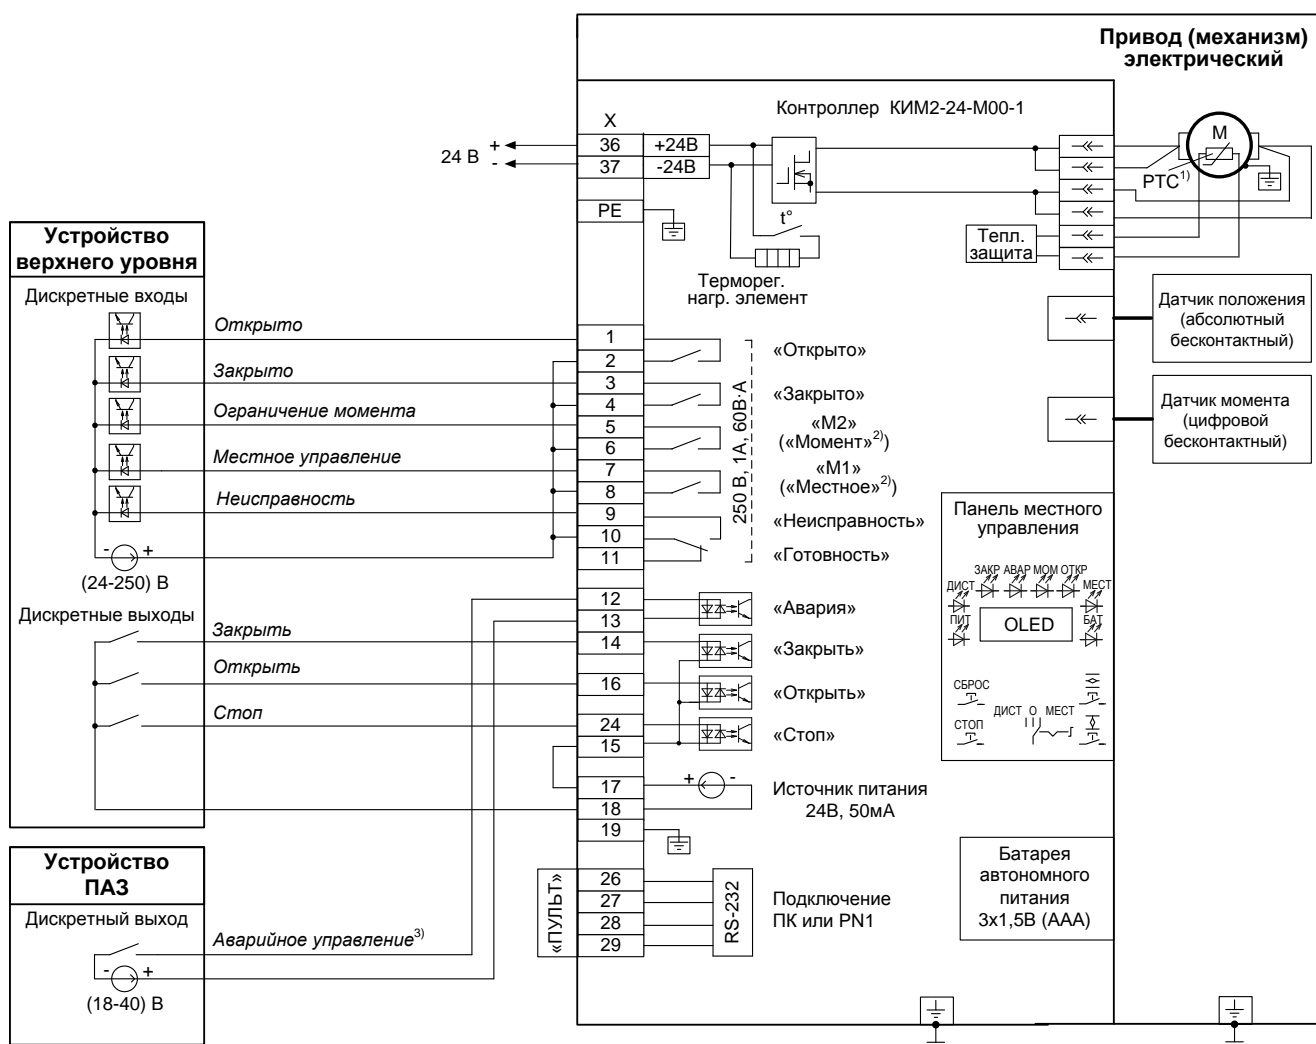 Привод (механизм)
электрический
Контроллер КИМ2-24-М00-1
X
24 В
+
-
36
+24В
37
-24В
PE
t°
Терморег.
нагр. элемент
Тепл.
защита
M
PTC1)
Датчик положения
(абсолютный
бесконтактный)
Датчик момента
(цифровой
бесконтактный)
Устройство
верхнего уровня
Дискретные входы
Открыто
Закрыто
Ограничение момента
Местное управление
Неисправность
- +
(24-250) В
Дискретные выходы
Закрыть
Открыть
Стоп
1
2
3
4
5
6
7
8
9
10
11
250 В, 1А, 60В·А
«Открыто»
«Закрыто»
«М2»
(«Момент»2))
«М1»
(«Местное»2))
«Неисправность»
«Готовность»
12
13
14
16
24
15
17
18
19
«Авария»
«Закрыть»
«Открыть»
«Стоп»
+ -
Источник питания
24В, 50мА
Панель местного
управления
ЗАКР АВАР МОМ ОТКР
ДИСТ
МЕСТ
ПИТ
OLED
БАТ
СБРОС
ДИСТ О МЕСТ
СТОП
Устройство
ПАЗ
Дискретный выход
Аварийное управление3)
- +
(18-40) В
«ПУЛЬТ»
26
27
28
29
RS-232
Подключение
ПК или PN1
Батарея
автономного
питания
3х1,5В (ААА)